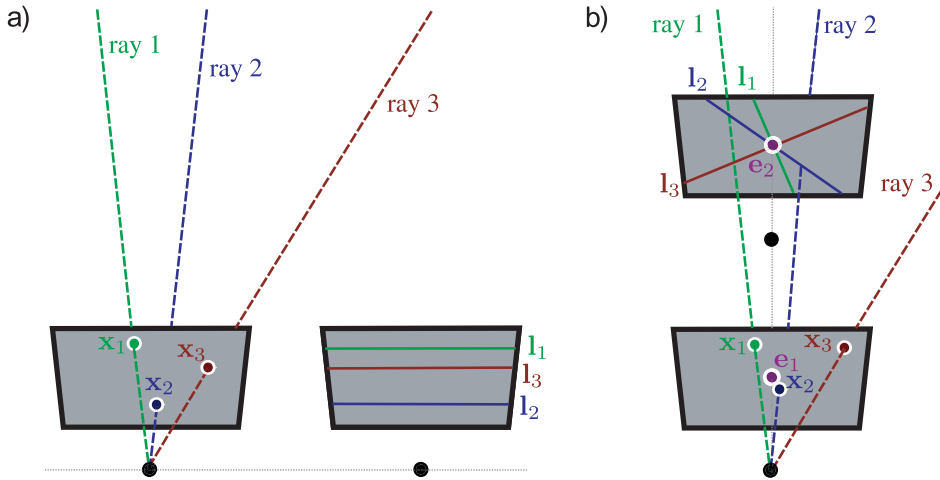 a)
ray 1
ray 2
ray 3
x₁
x₃
x₂
l₁
l₃
l₂
b)
ray 1
ray 2
l₂
l₁
e₂
l₃
ray 3
x₁
x₃
e₁
x₂